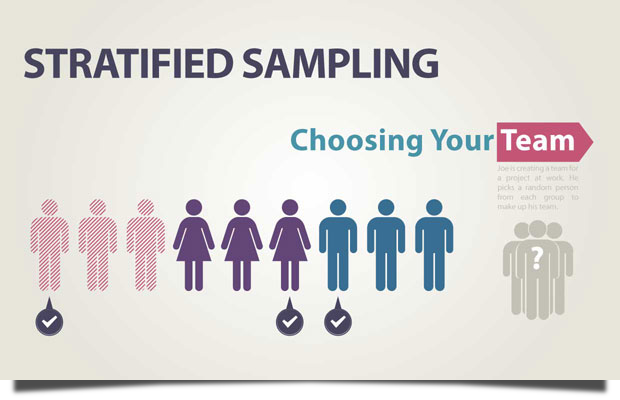 STRATIFIED SAMPLING
Choosing Your Team
Joe is creating a team for
a project at work. He
picks a random person
from each group to
make up his team.
?